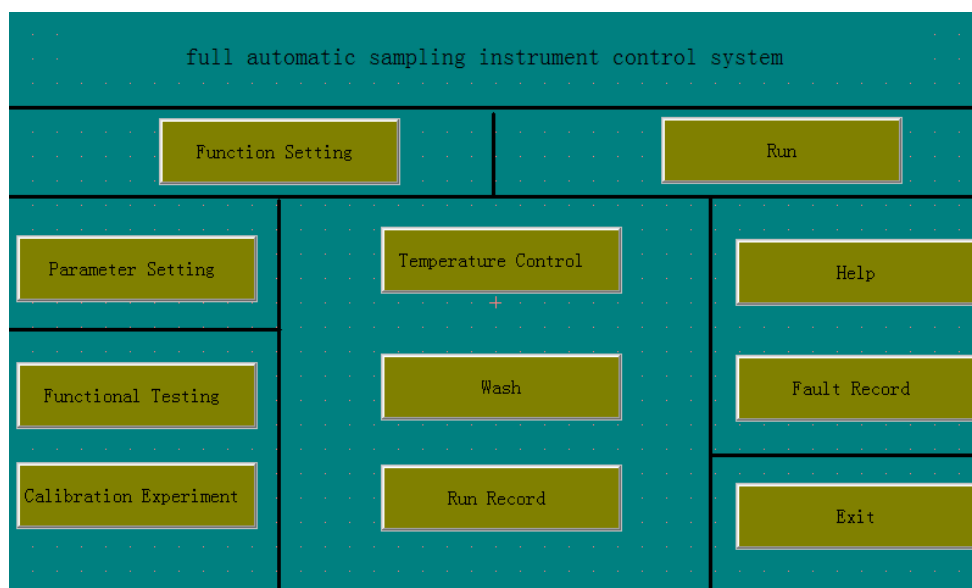 full automatic sampling instrument control system
Function Setting
Run
Parameter Setting
Temperature Control
Help
Functional Testing
Wash
Fault Record
Calibration Experiment
Run Record
Exit